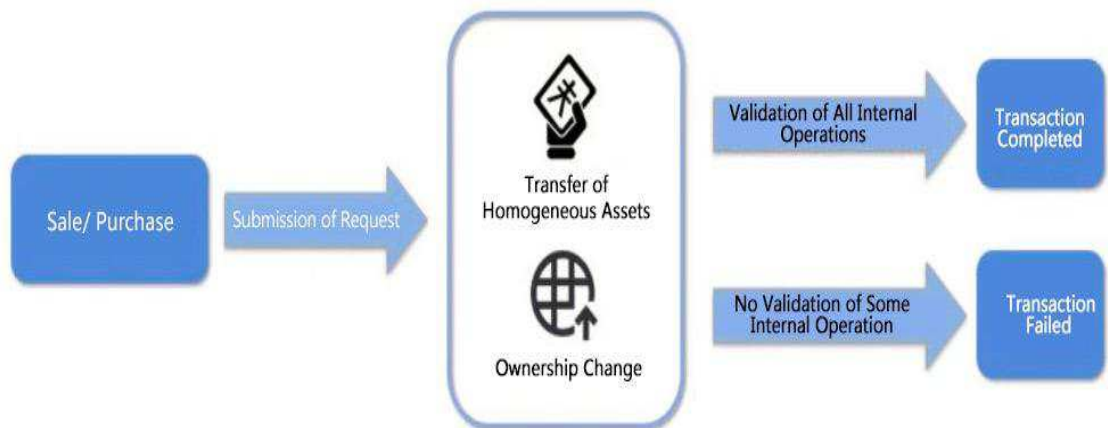 Sale/ Purchase
Submission of Request
Transfer of
Homogeneous Assets
Ownership Change
Validation of All Internal
Operations
Transaction
Completed
No Validation of Some
Internal Operation
Transaction
Failed